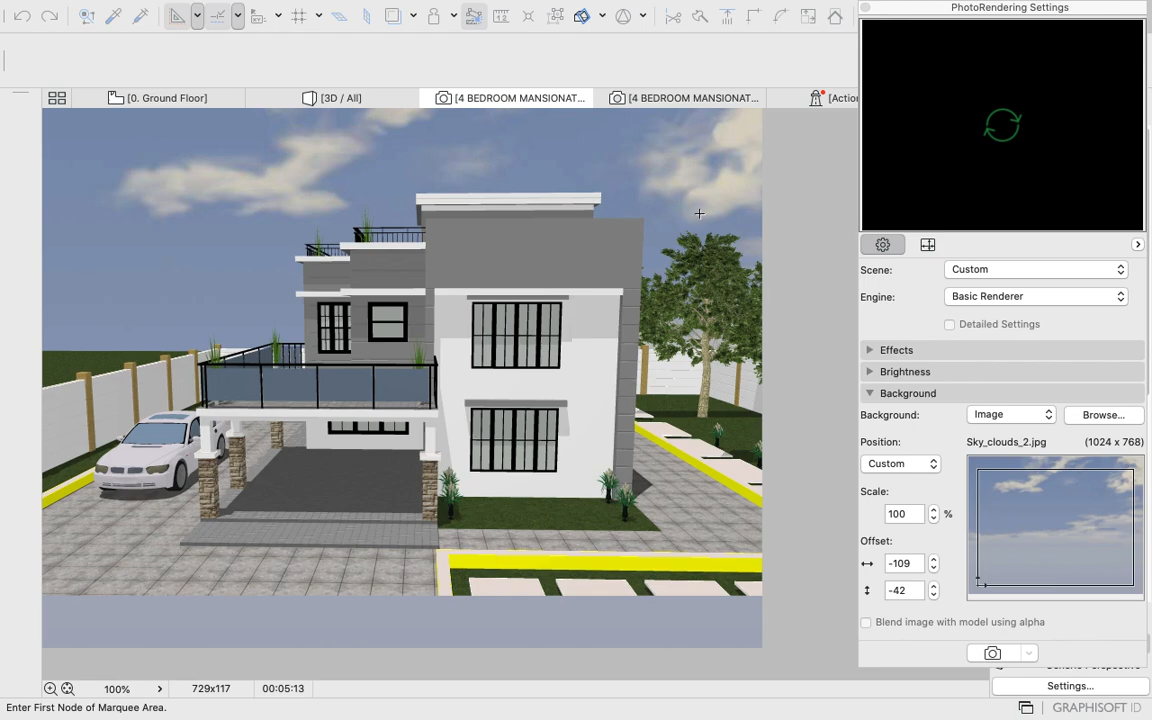 PhotoRendering Settings
[0. Ground Floor]
[3D / All]
[4 BEDROOM MANSIONAT...
[4 BEDROOM MANSIONAT...
[Action
Scene:
Custom
Engine:
Basic Renderer
Detailed Settings
Effects
Brightness
Background
Background:
Image
Browse...
Position:
Sky_clouds_2.jpg
(1024 x 768)
Custom
Scale:
100
%
Offset:
-109
-42
Blend image with model using alpha
Generic Perspective
Settings...
100%
729x117
00:05:13
Enter First Node of Marquee Area.
GRAPHISOFT ID